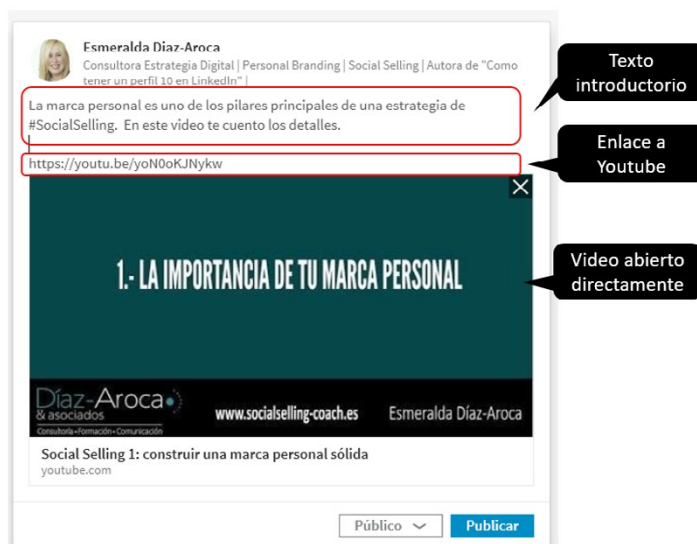 Esmeralda Diaz-Aroca
Consultora Estrategia Digital | Personal Branding | Social Selling | Autora de "Como
tener un perfil 10 en LinkedIn" |
Texto
introductorio
La marca personal es uno de los pilares principales de una estrategia de
#SocialSelling. En este video te cuento los detalles.
Enlace a
Youtube
https://youtu.be/yoN0oKJNykw
1.- LA IMPORTANCIA DE TU MARCA PERSONAL
Video abierto
directamente
Díaz-Aroca
& asociados
Consultoría•Formación•Comunicación
www.socialselling-coach.es
Esmeralda Díaz-Aroca
Social Selling 1: construir una marca personal sólida
youtube.com
Público
Publicar